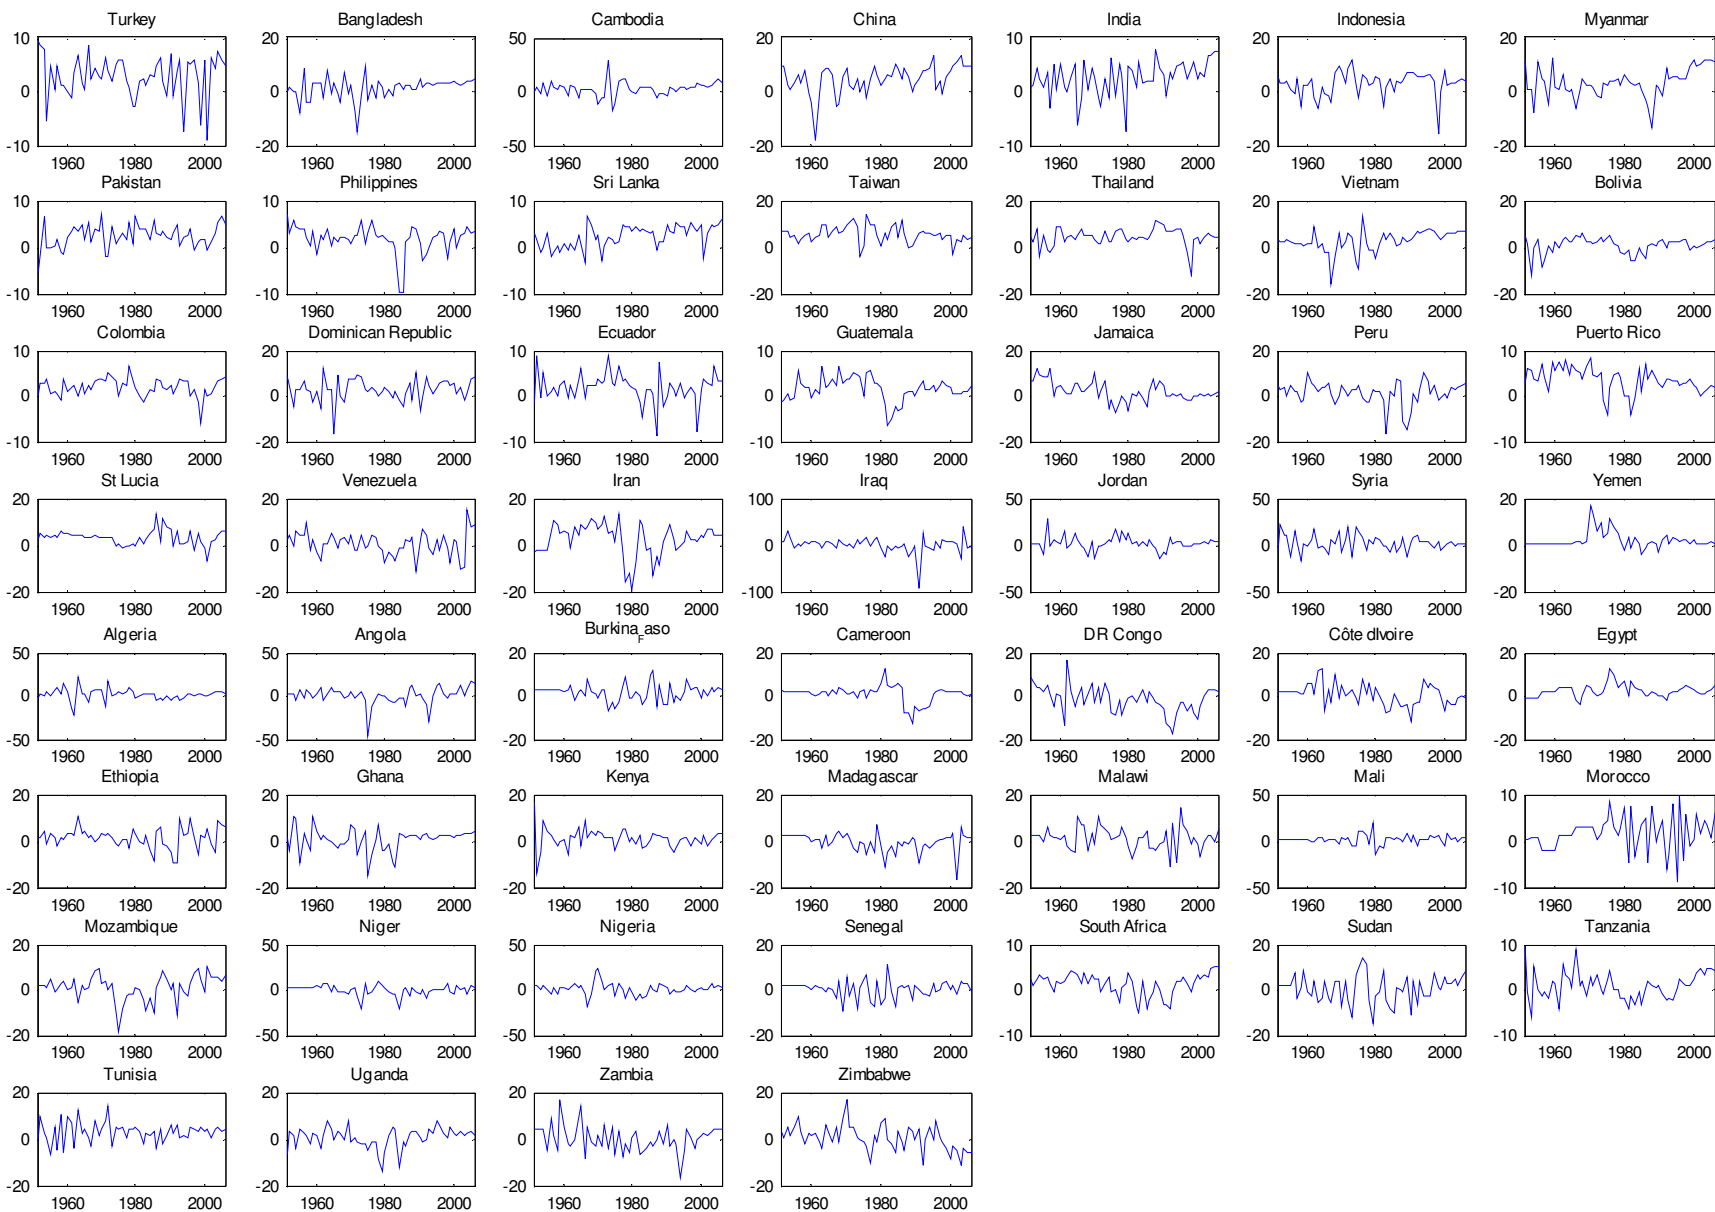 Turkey Bangladesh Cambodia China India Indonesia Myanmar
10 20 50 20 10 20 20
0 0 0 0 0 0 0
-10 -20 -50 -20 -10 -20 -20
1960 1980 2000 1960 1980 2000 1960 1980 2000 1960 1980 2000 1960 1980 2000 1960 1980 2000 1960 1980 2000
Pakistan Philippines Sri Lanka Taiwan Thailand Vietnam Bolivia
10 10 10 20 20 20 20
0 0 0 0 0 0 0
-10 -10 -10 -20 -20 -20 -20
1960 1980 2000 1960 1980 2000 1960 1980 2000 1960 1980 2000 1960 1980 2000 1960 1980 2000 1960 1980 2000
Colombia Dominican Republic Ecuador Guatemala Jamaica Peru Puerto Rico
10 20 10 10 20 20 10
0 0 0 0 0 0 0
-10 -20 -10 -10 -20 -20 -10
1960 1980 2000 1960 1980 2000 1960 1980 2000 1960 1980 2000 1960 1980 2000 1960 1980 2000 1960 1980 2000
St Lucia Venezuela Iran Iraq Jordan Syria Yemen
20 20 20 100 50 50 20
0 0 0 0 0 0 0
-20 -20 -20 -100 -50 -50 -20
1960 1980 2000 1960 1980 2000 1960 1980 2000 1960 1980 2000 1960 1980 2000 1960 1980 2000 1960 1980 2000
Algeria Angola Burkina_Faso Cameroon DR Congo Côte dIvoire Egypt
50 50 20 20 20 20 20
0 0 0 0 0 0 0
-50 -50 -20 -20 -20 -20 -20
1960 1980 2000 1960 1980 2000 1960 1980 2000 1960 1980 2000 1960 1980 2000 1960 1980 2000 1960 1980 2000
Ethiopia Ghana Kenya Madagascar Malawi Mali Morocco
20 20 20 20 20 50 10
0 0 0 0 0 0 0
-20 -20 -20 -20 -20 -50 -10
1960 1980 2000 1960 1980 2000 1960 1980 2000 1960 1980 2000 1960 1980 2000 1960 1980 2000 1960 1980 2000
Mozambique Niger Nigeria Senegal South Africa Sudan Tanzania
20 50 50 20 10 20 10
0 0 0 0 0 0 0
-20 -50 -50 -20 -10 -20 -10
1960 1980 2000 1960 1980 2000 1960 1980 2000 1960 1980 2000 1960 1980 2000 1960 1980 2000 1960 1980 2000
Tunisia Uganda Zambia Zimbabwe
20 20 20 20
0 0 0 0
-20 -20 -20 -20
1960 1980 2000 1960 1980 2000 1960 1980 2000 1960 1980 2000